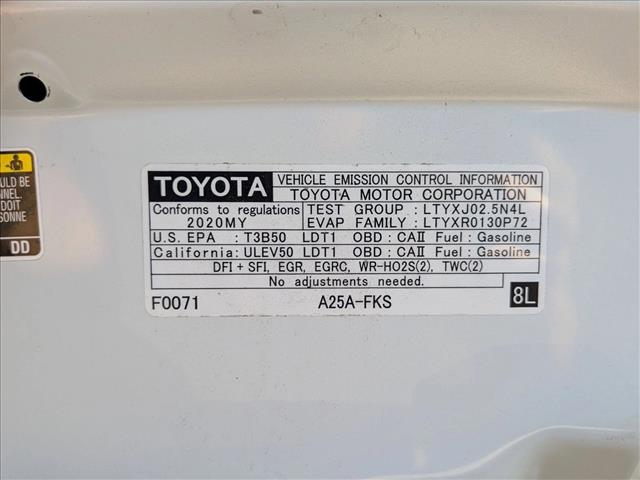 TOYOTA VEHICLE EMISSION CONTROL INFORMATION
TOYOTA MOTOR CORPORATION
Conforms to regulations
2020MY
TEST GROUP : LTYXJ02.5N4L
EVAP FAMILY : LTYXR0130P72
U.S. EPA : T3B50 LDT1 OBD : CAII Fuel : Gasoline
California: ULEV50 LDT1 OBD : CAII Fuel : Gasoline
DFI + SFI, EGR, EGRC, WR-HO2S(2), TWC(2)
No adjustments needed.
F0071 A25A-FKS 8L
ULD BE
NNEL.
DOIT
SONNE
DD